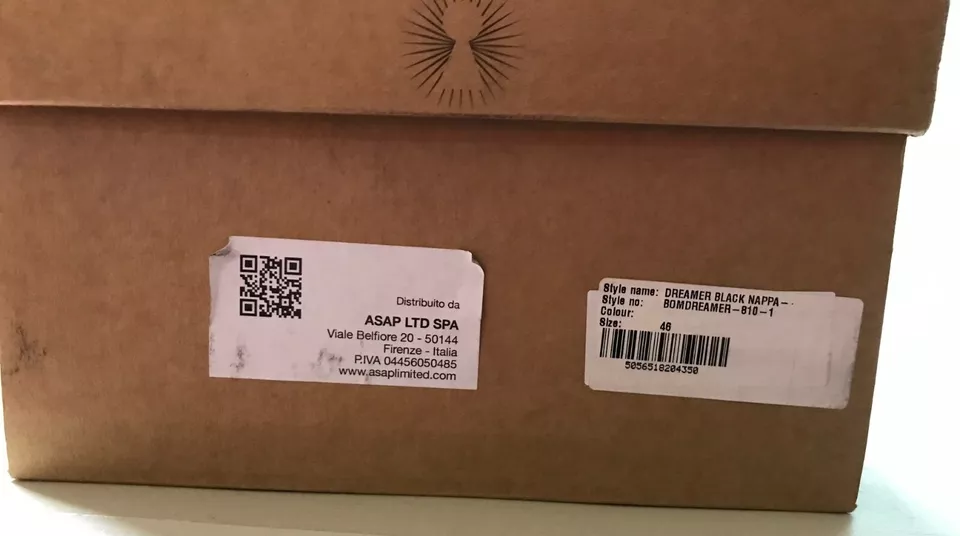 Distribuito da
ASAP LTD SPA
Viale Belfiore 20 - 50144
Firenze - Italia
P.IVA 04456050485
www.asaplimited.com
Style name: DREAMER BLACK NAPPA-
Style no: BOMDREAMER-810-1
Colour:
Size: 46
5056518204350